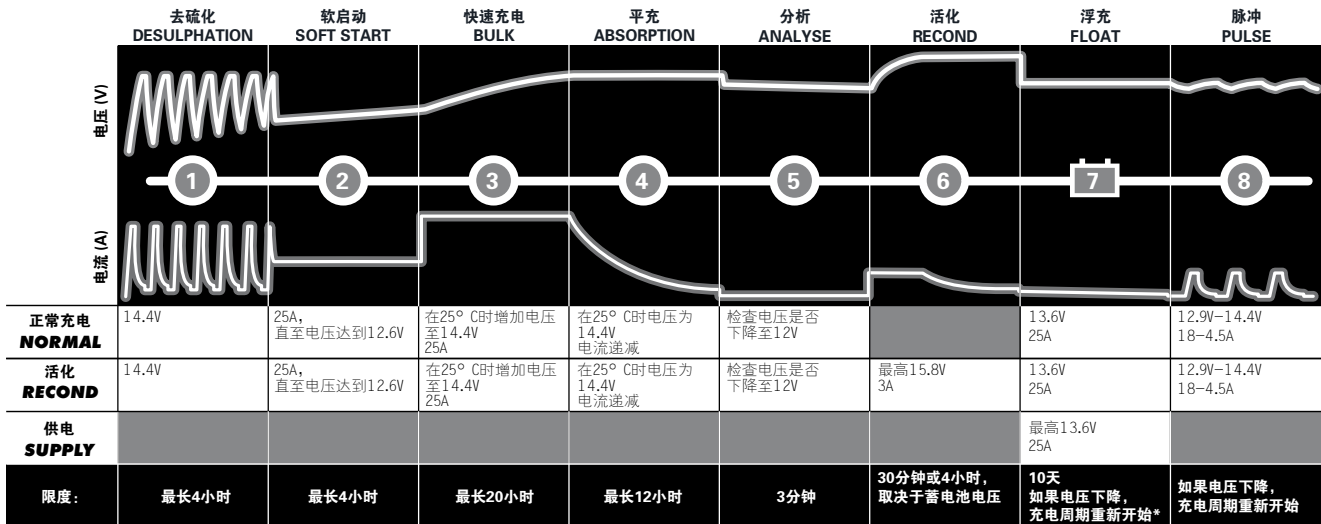 去硫化
DESULPHATION
软启动
SOFT START
快速充电
BULK
平充
ABSORPTION
分析
ANALYSE
活化
RECOND
浮充
FLOAT
脉冲
PULSE
电压 (V)
1
2
3
4
5
6
7
8
电流 (A)
正常充电
NORMAL
14.4V
25A,
直至电压达到12.6V
在25° C时增加电压
至14.4V
25A
在25° C时电压为
14.4V
电流递减
检查电压是否
下降至12V
13.6V
25A
12.9V–14.4V
18-4.5A
活化
RECOND
14.4V
25A,
直至电压达到12.6V
在25° C时增加电压
至14.4V
25A
在25° C时电压为
14.4V
电流递减
检查电压是否
下降至12V
最高15.8V
3A
13.6V
25A
12.9V–14.4V
18-4.5A
供电
SUPPLY
最高13.6V
25A
限度:
最长4小时
最长4小时
最长20小时
最长12小时
3分钟
30分钟或4小时,
取决于蓄电池电压
10天
如果电压下降,
充电周期重新开始*
如果电压下降,
充电周期重新开始